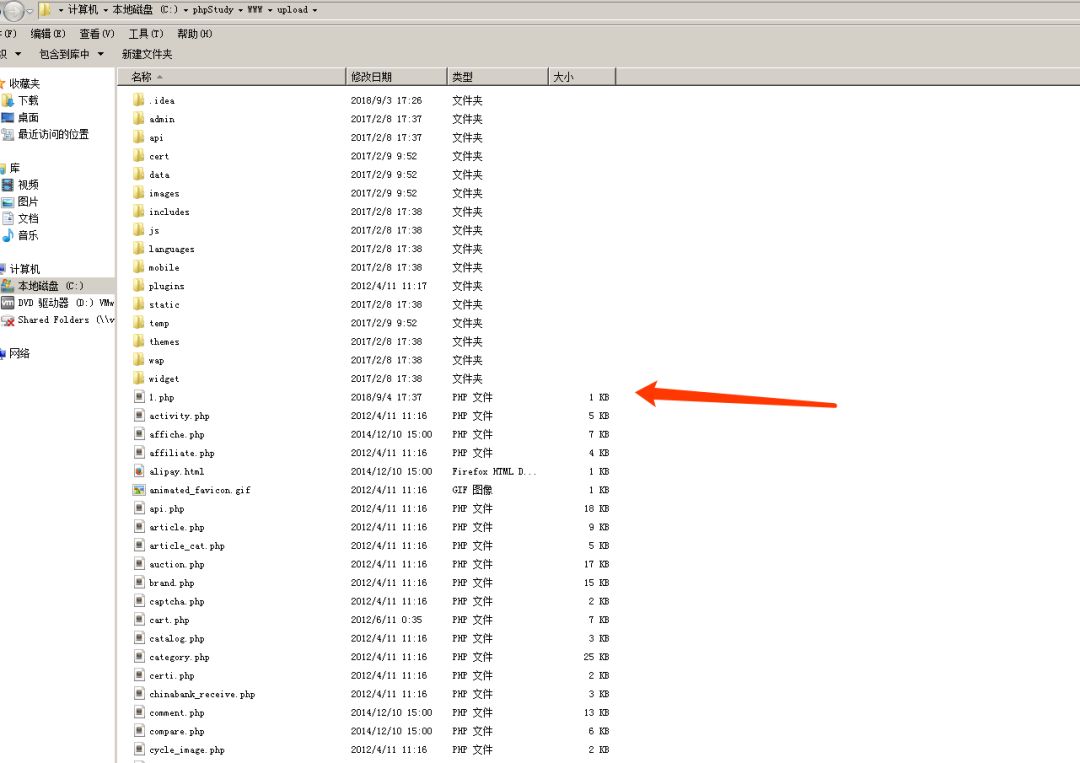 计算机 本地磁盘 (C:) phpStudy WWW upload
(F) 编辑(E) 查看(V) 工具(T) 帮助(H)
包含到库中 新建文件夹
名称 修改日期 类型 大小
收藏夹
下载
桌面
最近访问的位置
库
视频
图片
文档
音乐
计算机
本地磁盘 (C:)
DVD 驱动器 (D:) VMw
Shared Folders (\\v
网络
.idea 2018/9/3 17:26 文件夹
admin 2017/2/8 17:37 文件夹
api 2017/2/8 17:37 文件夹
cert 2017/2/9 9:52 文件夹
data 2017/2/9 9:52 文件夹
images 2017/2/9 9:52 文件夹
includes 2017/2/8 17:38 文件夹
js 2017/2/8 17:38 文件夹
languages 2017/2/8 17:38 文件夹
mobile 2017/2/8 17:38 文件夹
plugins 2012/4/11 11:17 文件夹
static 2017/2/8 17:38 文件夹
temp 2017/2/9 9:52 文件夹
themes 2017/2/8 17:38 文件夹
wap 2017/2/8 17:38 文件夹
widget 2017/2/8 17:38 文件夹
1.php 2018/9/4 17:37 PHP 文件 1 KB
activity.php 2012/4/11 11:16 PHP 文件 5 KB
affiche.php 2014/12/10 15:00 PHP 文件 7 KB
affiliate.php 2012/4/11 11:16 PHP 文件 4 KB
alipay.html 2014/12/10 15:00 Firefox HTML D... 1 KB
animated_favicon.gif 2012/4/11 11:16 GIF 图像 1 KB
api.php 2012/4/11 11:16 PHP 文件 18 KB
article.php 2012/4/11 11:16 PHP 文件 9 KB
article_cat.php 2012/4/11 11:16 PHP 文件 5 KB
auction.php 2012/4/11 11:16 PHP 文件 17 KB
brand.php 2012/4/11 11:16 PHP 文件 15 KB
captcha.php 2012/4/11 11:16 PHP 文件 2 KB
cart.php 2012/6/11 0:35 PHP 文件 7 KB
catalog.php 2012/4/11 11:16 PHP 文件 3 KB
category.php 2012/4/11 11:16 PHP 文件 25 KB
certi.php 2012/4/11 11:16 PHP 文件 2 KB
chinabank_receive.php 2012/4/11 11:16 PHP 文件 3 KB
comment.php 2014/12/10 15:00 PHP 文件 13 KB
compare.php 2014/12/10 15:00 PHP 文件 6 KB
cycle_image.php 2012/4/11 11:16 PHP 文件 2 KB